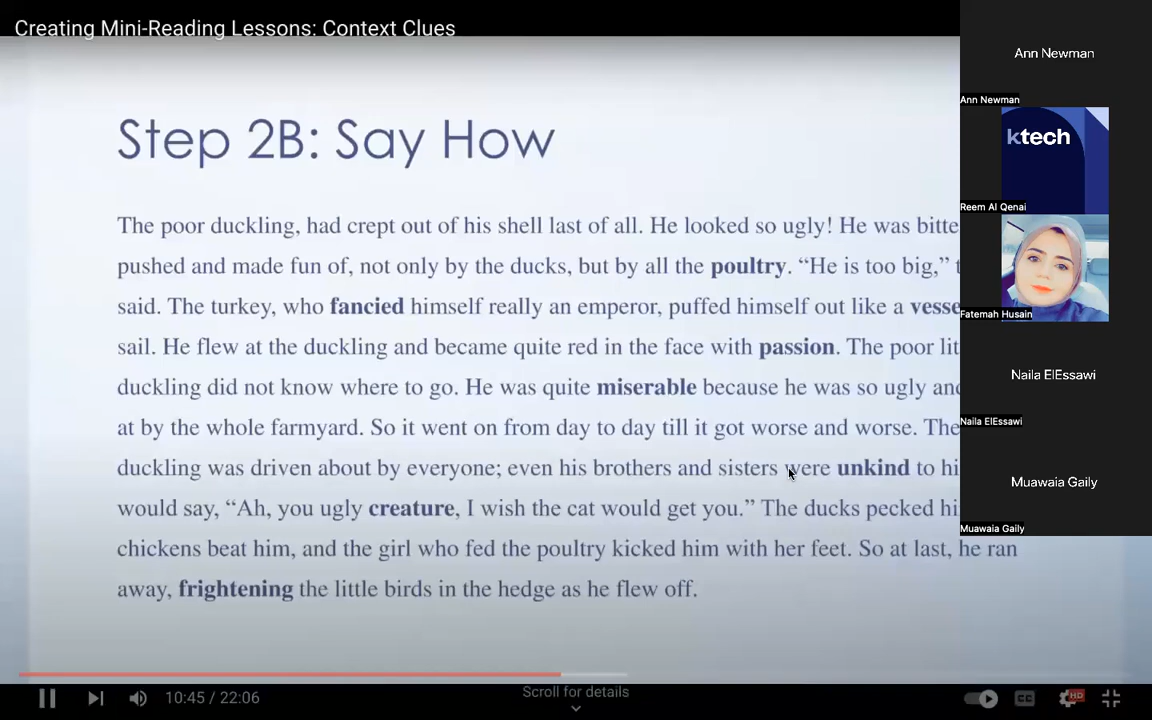 Creating Mini-Reading Lessons: Context Clues
Step 2B: Say How
The poor duckling, had crept out of his shell last of all. He looked so ugly! He was bitte
pushed and made fun of, not only by the ducks, but by all the poultry. “He is too big,” t
said. The turkey, who fancied himself really an emperor, puffed himself out like a vesse
sail. He flew at the duckling and became quite red in the face with passion. The poor lit
duckling did not know where to go. He was quite miserable because he was so ugly and
at by the whole farmyard. So it went on from day to day till it got worse and worse. The
duckling was driven about by everyone; even his brothers and sisters were unkind to hi
would say, “Ah, you ugly creature, I wish the cat would get you.” The ducks pecked hi
chickens beat him, and the girl who fed the poultry kicked him with her feet. So at last, he ran
away, frightening the little birds in the hedge as he flew off.
10:45 / 22:06
Scroll for details
CC
HD
Ann Newman
Ann Newman
ktech
Reem Al Qenai
Fatemah Husain
Naila ElEssawi
Naila ElEssawi
Muawaia Gaily
Muawaia Gaily